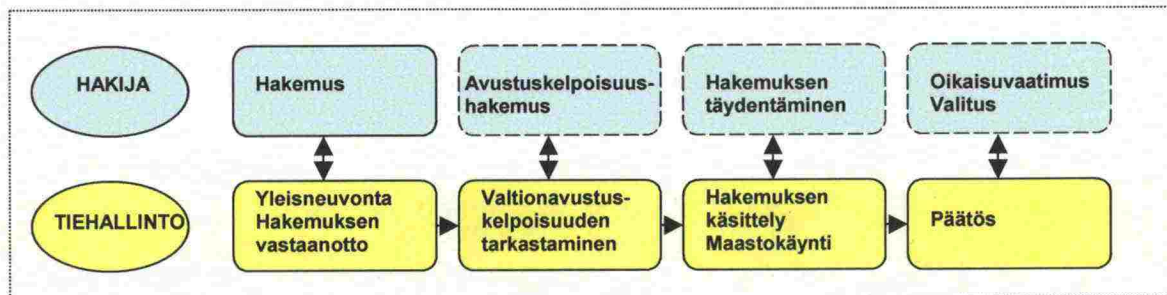 HAKIJA
Hakemus
Avustuskelpoisuus-
hakemus
Hakemuksen
täydentäminen
Oikaisuvaatimus
Valitus
TIEHALLINTO
Yleisneuvonta
Hakemuksen
vastaanotto
Valtionavustus-
kelpoisuuden
tarkastaminen
Hakemuksen
käsittely
Maastokäynti
Päätös